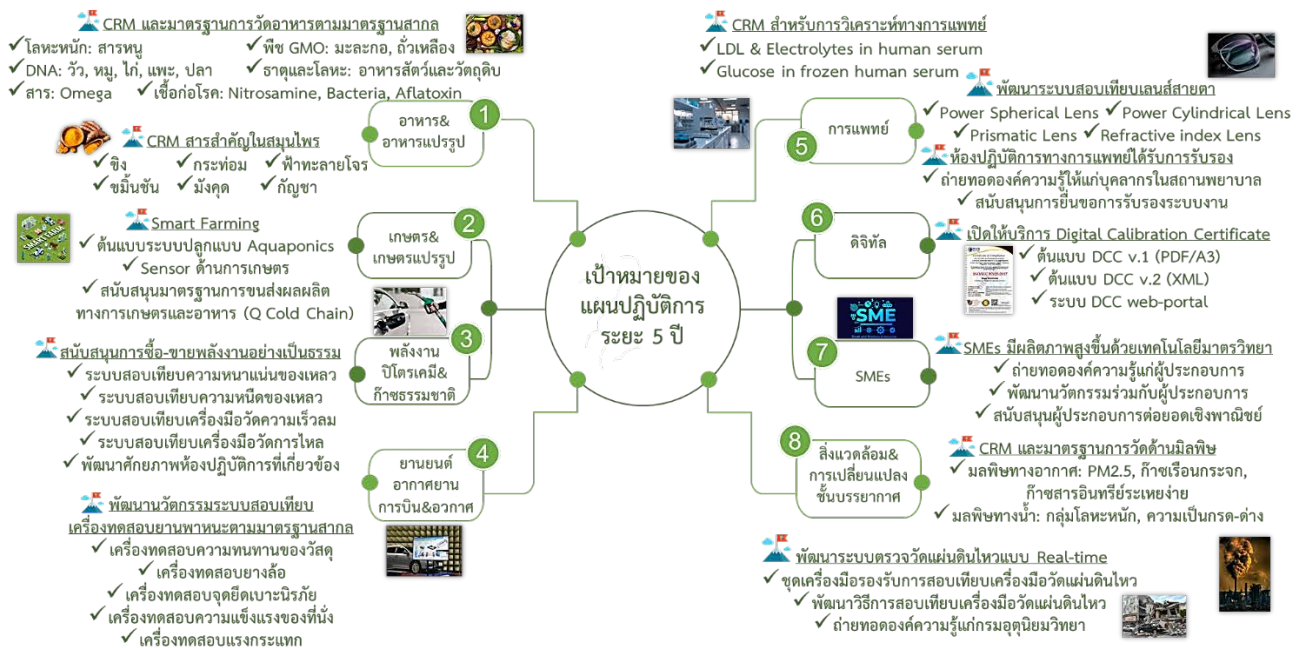 CRM และมาตรฐานการวัดอาหารตามมาตรฐานสากล
✓โลหะหนัก: สารหนู ✓พืช GMO: มะละกอ, ถั่วเหลือง
✓DNA: วัว, หมู, ไก่, แพะ, ปลา ✓ธาตุและโลหะ: อาหารสัตว์และวัตถุดิบ
✓สาร: Omega ✓เชื้อก่อโรค: Nitrosamine, Bacteria, Aflatoxin
1
อาหาร&
อาหารแปรรูป
CRM สารสำคัญในสมุนไพร
✓ขิง ✓กระท่อม ✓ฟ้าทะลายโจร
✓ขมิ้นชัน ✓มังคุด ✓กัญชา
2
เกษตร&
เกษตรแปรรูป
Smart Farming
✓ต้นแบบระบบปลูกแบบ Aquaponics
✓Sensor ด้านการเกษตร
✓สนับสนุนมาตรฐานการขนส่งผลผลิต
ทางการเกษตรและอาหาร (Q Cold Chain)
3
พลังงาน
ปิโตรเคมี&
ก๊าซธรรมชาติ
สนับสนุนการซื้อ-ขายพลังงานอย่างเป็นธรรม
✓ระบบสอบเทียบความหนาแน่นของเหลว
✓ระบบสอบเทียบความหนืดของเหลว
✓ระบบสอบเทียบเครื่องมือวัดความเร็วลม
✓ระบบสอบเทียบเครื่องมือวัดการไหล
✓พัฒนาศักยภาพห้องปฏิบัติการที่เกี่ยวข้อง
4
ยานยนต์
อากาศยาน
การบิน&อวกาศ
พัฒนานวัตกรรมระบบสอบเทียบ
เครื่องทดสอบยานพาหนะตามมาตรฐานสากล
✓เครื่องทดสอบความทนทานของวัสดุ
✓เครื่องทดสอบยางล้อ
✓เครื่องทดสอบจุดยึดเบาะนิรภัย
✓เครื่องทดสอบความแข็งแรงของที่นั่ง
✓เครื่องทดสอบแรงกระแทก
เป้าหมายของ
แผนปฏิบัติการ
ระยะ 5 ปี
CRM สำหรับการวิเคราะห์ทางการแพทย์
✓LDL & Electrolytes in human serum
✓Glucose in frozen human serum
5
การแพทย์
พัฒนาระบบสอบเทียบเลนส์สายตา
✓Power Spherical Lens ✓Power Cylindrical Lens
✓Prismatic Lens ✓Refractive index Lens
ห้องปฏิบัติการทางการแพทย์ได้รับการรับรอง
✓ถ่ายทอดองค์ความรู้ให้แก่บุคลากรในสถานพยาบาล
✓สนับสนุนการยื่นขอการรับรองระบบงาน
6
ดิจิทัล
เปิดให้บริการ Digital Calibration Certificate
✓ต้นแบบ DCC v.1 (PDF/A3)
✓ต้นแบบ DCC v.2 (XML)
✓ระบบ DCC web-portal
SME
7
SMEs
SMEs มีผลิตภาพสูงขึ้นด้วยเทคโนโลยีมาตรวิทยา
✓ถ่ายทอดองค์ความรู้แก่ผู้ประกอบการ
✓พัฒนานวัตกรรมร่วมกับผู้ประกอบการ
✓สนับสนุนผู้ประกอบการต่อยอดเชิงพาณิชย์
8
สิ่งแวดล้อม&
การเปลี่ยนแปลง
ชั้นบรรยากาศ
CRM และมาตรฐานการวัดด้านมลพิษ
✓มลพิษทางอากาศ: PM2.5, ก๊าซเรือนกระจก,
ก๊าซสารอินทรีย์ระเหยง่าย
✓มลพิษทางน้ำ: กลุ่มโลหะหนัก, ความเป็นกรด-ด่าง
พัฒนาระบบตรวจวัดแผ่นดินไหวแบบ Real-time
✓ชุดเครื่องมือรองรับการสอบเทียบเครื่องมือวัดแผ่นดินไหว
✓พัฒนาวิธีการสอบเทียบเครื่องมือวัดแผ่นดินไหว
✓ถ่ายทอดองค์ความรู้แก่กรมอุตุนิยมวิทยา